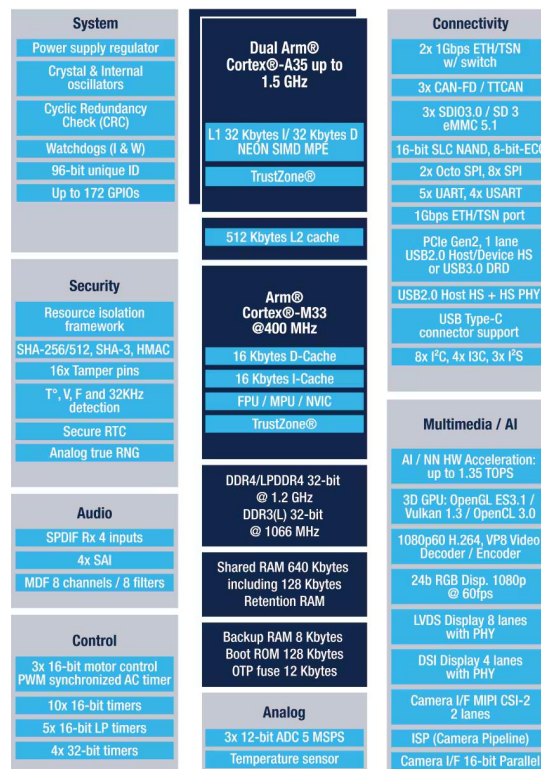 System
Power supply regulator
Crystal & Internal
oscillators
Cyclic Redundancy
Check (CRC)
Watchdogs (I & W)
96-bit unique ID
Up to 172 GPIOs
Security
Resource isolation
framework
SHA-256/512, SHA-3, HMAC
16x Tamper pins
T°, V, F and 32KHz
detection
Secure RTC
Analog true RNG
Audio
SPDIF Rx 4 inputs
4x SAI
MDF 8 channels / 8 filters
Control
3x 16-bit motor control
PWM synchronized AC timer
10x 16-bit timers
5x 16-bit LP timers
4x 32-bit timers
Dual Arm®
Cortex®-A35 up to
1.5 GHz
L1 32 Kbytes I/ 32 Kbytes D
NEON SIMD MPE
TrustZone®
512 Kbytes L2 cache
Arm®
Cortex®-M33
@400 MHz
16 Kbytes D-Cache
16 Kbytes I-Cache
FPU / MPU / NVIC
TrustZone®
DDR4/LPDDR4 32-bit
@ 1.2 GHz
DDR3(L) 32-bit
@ 1066 MHz
Shared RAM 640 Kbytes
including 128 Kbytes
Retention RAM
Backup RAM 8 Kbytes
Boot ROM 128 Kbytes
OTP fuse 12 Kbytes
Analog
3x 12-bit ADC 5 MSPS
Temperature sensor
Connectivity
2x 1Gbps ETH/TSN
w/ switch
3x CAN-FD / TTCAN
3x SDIO3.0 / SD 3
eMMC 5.1
16-bit SLC NAND, 8-bit-ECC
2x Octo SPI, 8x SPI
5x UART, 4x USART
1Gbps ETH/TSN port
PCIe Gen2, 1 lane
USB2.0 Host/Device HS
or USB3.0 DRD
USB2.0 Host HS + HS PHY
USB Type-C
connector support
8x I²C, 4x I3C, 3x I²S
Multimedia / AI
AI / NN HW Acceleration:
up to 1.35 TOPS
3D GPU: OpenGL ES3.1 /
Vulkan 1.3 / OpenCL 3.0
1080p60 H.264, VP8 Video
Decoder / Encoder
24b RGB Disp. 1080p
@ 60fps
LVDS Display 8 lanes
with PHY
DSI Display 4 lanes
with PHY
Camera I/F MIPI CSI-2
2 lanes
ISP (Camera Pipeline)
Camera I/F 16-bit Parallel